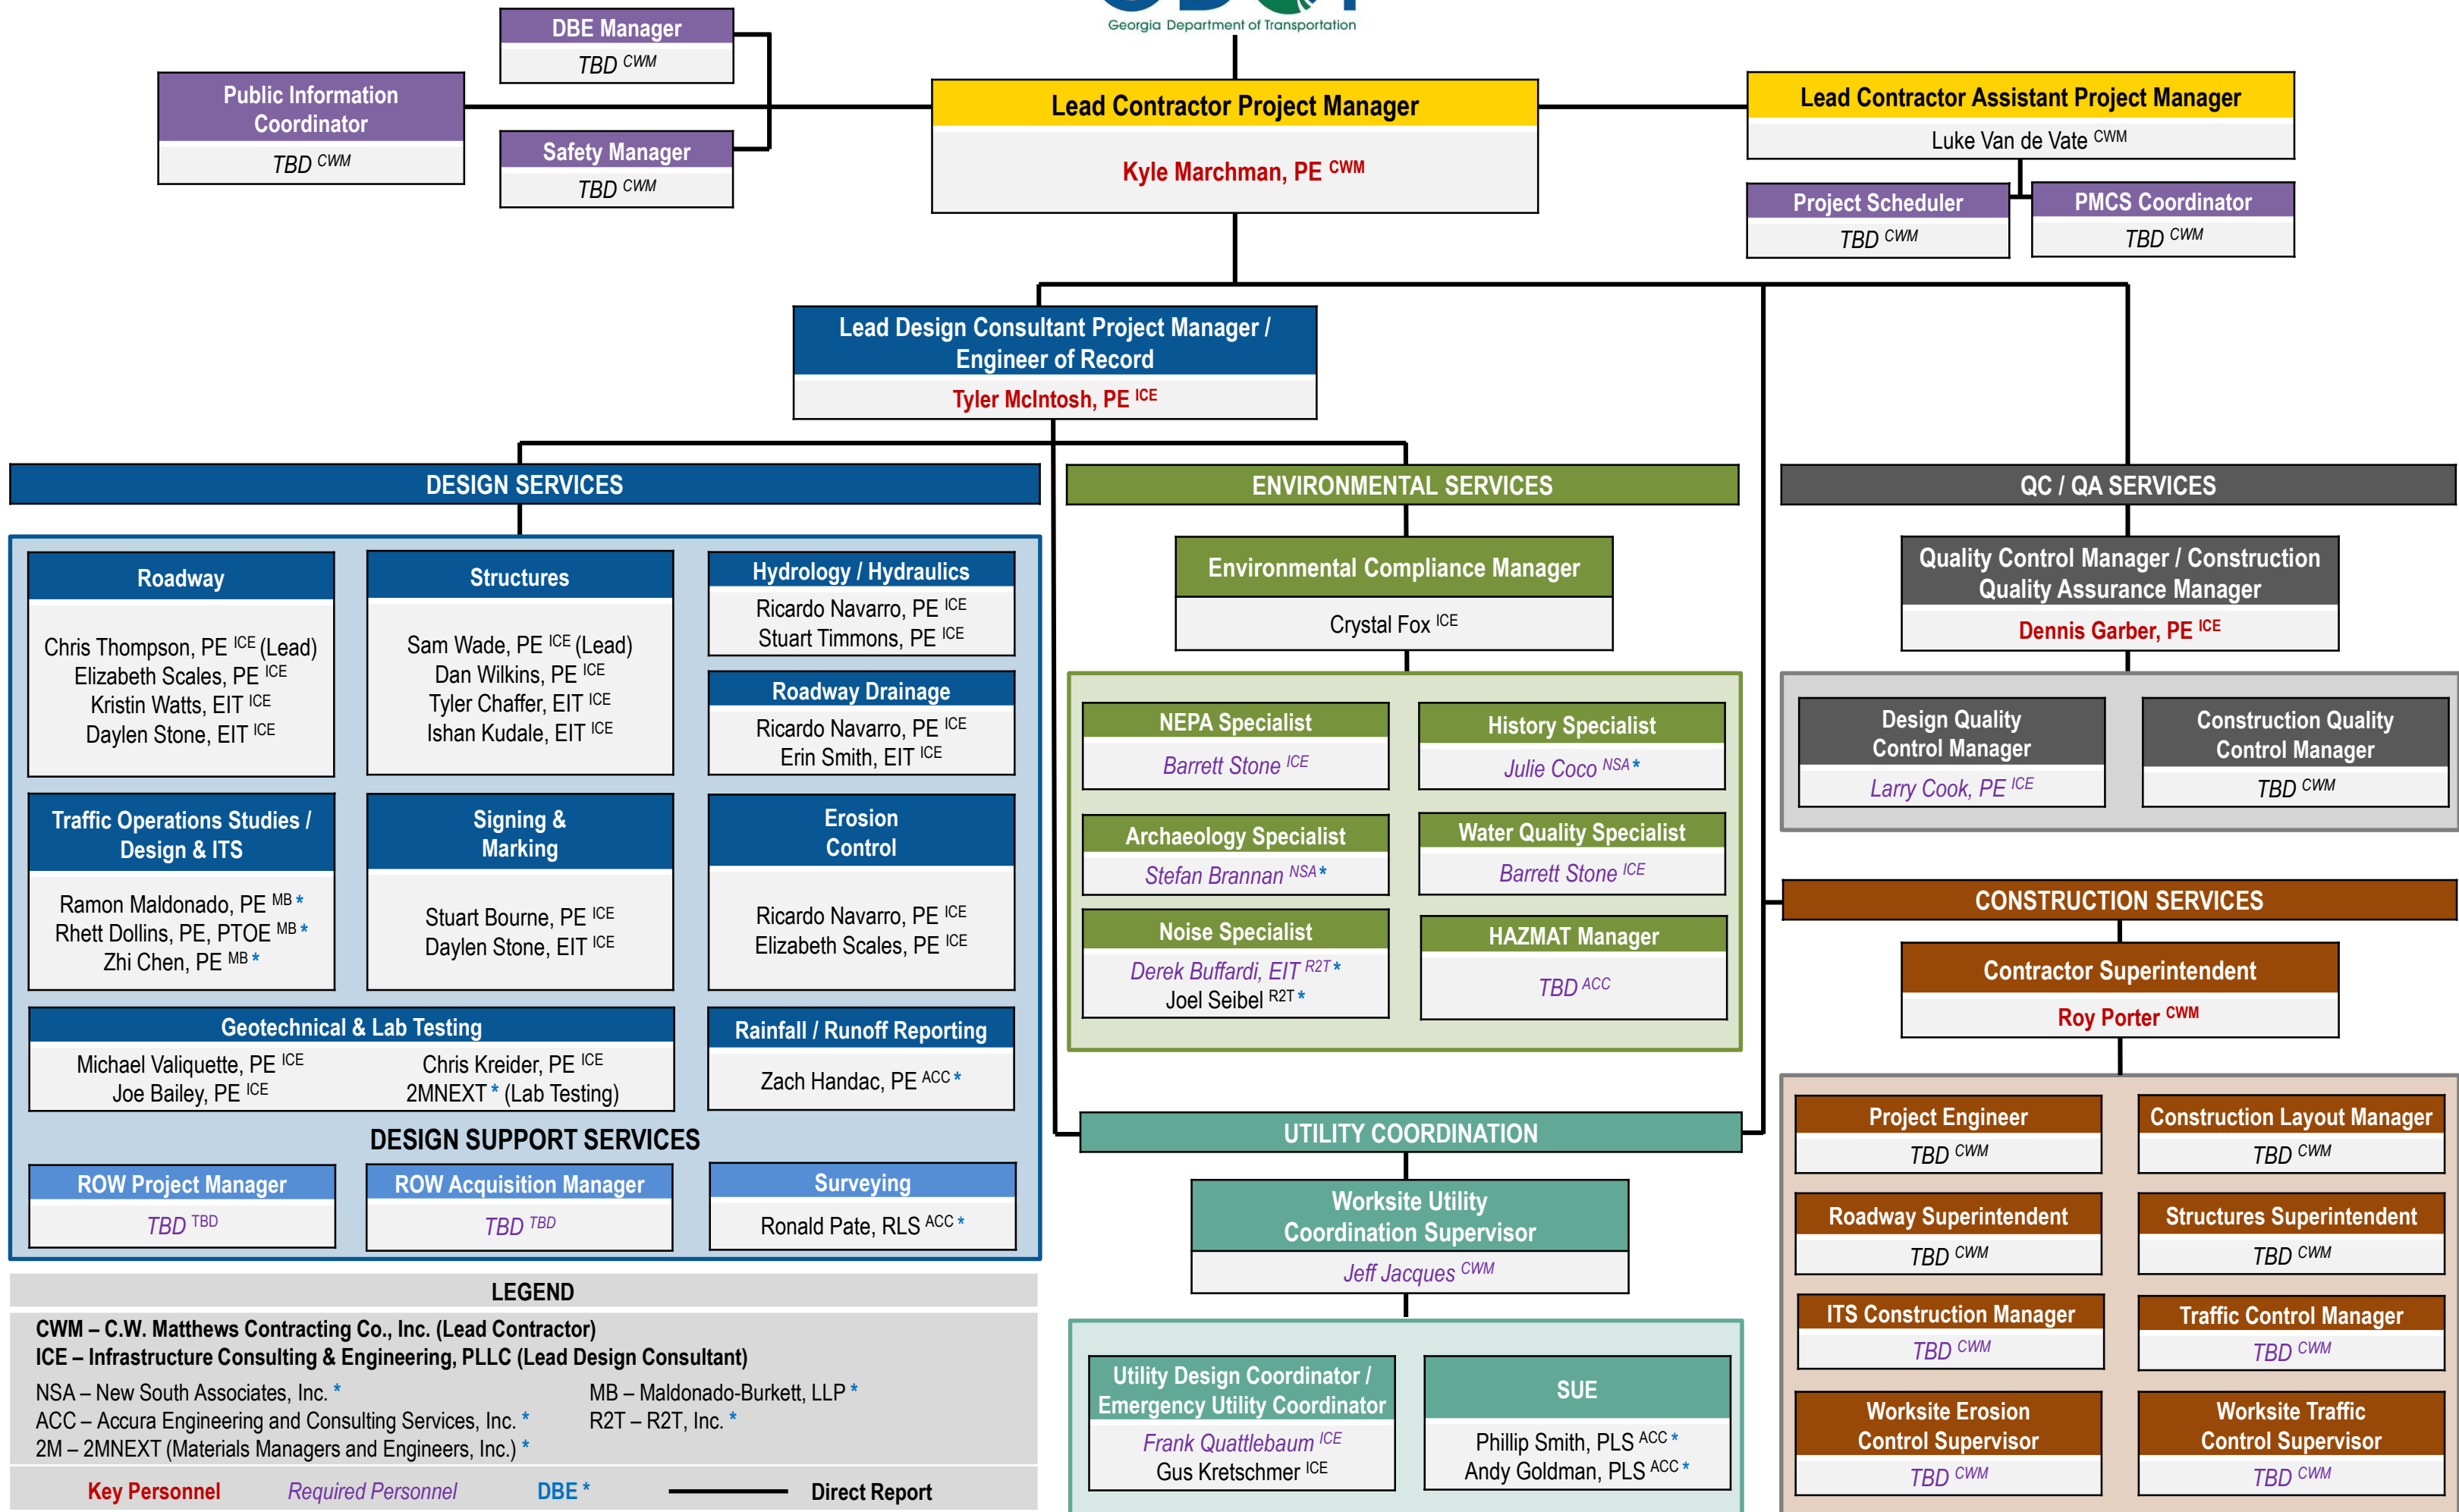 Georgia Department of Transportation
DBE Manager
TBD CWM
Public Information
Coordinator
TBD CWM
Safety Manager
TBD CWM
Lead Contractor Project Manager
Kyle Marchman, PE CWM
Lead Contractor Assistant Project Manager
Luke Van de Vate CWM
Project Scheduler
TBD CWM
PMCS Coordinator
TBD CWM
Lead Design Consultant Project Manager /
Engineer of Record
Tyler McIntosh, PE ICE
DESIGN SERVICES
Roadway
Chris Thompson, PE ICE (Lead)
Elizabeth Scales, PE ICE
Kristin Watts, EIT ICE
Daylen Stone, EIT ICE
Structures
Sam Wade, PE ICE (Lead)
Dan Wilkins, PE ICE
Tyler Chaffer, EIT ICE
Ishan Kudale, EIT ICE
Hydrology / Hydraulics
Ricardo Navarro, PE ICE
Stuart Timmons, PE ICE
Roadway Drainage
Ricardo Navarro, PE ICE
Erin Smith, EIT ICE
Traffic Operations Studies /
Design & ITS
Ramon Maldonado, PE MB *
Rhett Dollins, PE, PTOE MB *
Zhi Chen, PE MB *
Signing &
Marking
Stuart Bourne, PE ICE
Daylen Stone, EIT ICE
Erosion
Control
Ricardo Navarro, PE ICE
Elizabeth Scales, PE ICE
Geotechnical & Lab Testing
Michael Valiquette, PE ICE
Joe Bailey, PE ICE
Chris Kreider, PE ICE
2MNEXT * (Lab Testing)
Rainfall / Runoff Reporting
Zach Handac, PE ACC *
DESIGN SUPPORT SERVICES
ROW Project Manager
TBD TBD
ROW Acquisition Manager
TBD TBD
Surveying
Ronald Pate, RLS ACC *
ENVIRONMENTAL SERVICES
Environmental Compliance Manager
Crystal Fox ICE
NEPA Specialist
Barrett Stone ICE
History Specialist
Julie Coco NSA *
Archaeology Specialist
Stefan Brannan NSA *
Water Quality Specialist
Barrett Stone ICE
Noise Specialist
Derek Buffardi, EIT R2T *
Joel Seibel R2T *
HAZMAT Manager
TBD ACC
UTILITY COORDINATION
Worksite Utility
Coordination Supervisor
Jeff Jacques CWM
Utility Design Coordinator /
Emergency Utility Coordinator
Frank Quattlebaum ICE
Gus Kretschmer ICE
SUE
Phillip Smith, PLS ACC *
Andy Goldman, PLS ACC *
QC / QA SERVICES
Quality Control Manager / Construction
Quality Assurance Manager
Dennis Garber, PE ICE
Design Quality
Control Manager
Larry Cook, PE ICE
Construction Quality
Control Manager
TBD CWM
CONSTRUCTION SERVICES
Contractor Superintendent
Roy Porter CWM
Project Engineer
TBD CWM
Construction Layout Manager
TBD CWM
Roadway Superintendent
TBD CWM
Structures Superintendent
TBD CWM
ITS Construction Manager
TBD CWM
Traffic Control Manager
TBD CWM
Worksite Erosion
Control Supervisor
TBD CWM
Worksite Traffic
Control Supervisor
TBD CWM
LEGEND
CWM – C.W. Matthews Contracting Co., Inc. (Lead Contractor)
ICE – Infrastructure Consulting & Engineering, PLLC (Lead Design Consultant)
NSA – New South Associates, Inc. *
MB – Maldonado-Burkett, LLP *
ACC – Accura Engineering and Consulting Services, Inc. *
R2T – R2T, Inc. *
2M – 2MNEXT (Materials Managers and Engineers, Inc.) *
Key Personnel
Required Personnel
DBE *
Direct Report